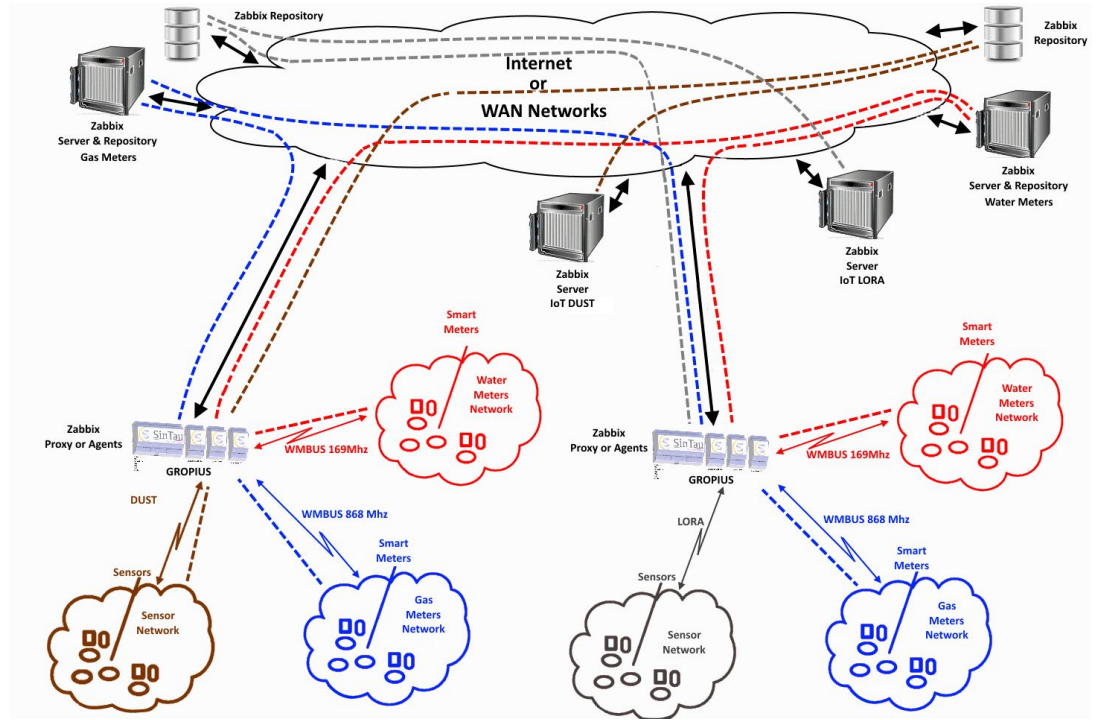 Zabbix Repository
Zabbix
Repository
Internet
or
WAN Networks
Zabbix
Server & Repository
Gas Meters
Zabbix
Server & Repository
Water Meters
Zabbix
Server
IoT DUST
Zabbix
Server
IoT LORA
Smart
Meters
Water
Meters
Network
Zabbix
Proxy or Agents
SinTau
GROPIUS
WMBUS 169Mhz
Smart
Meters
Water
Meters
Network
Zabbix
Proxy or Agents
SinTau
GROPIUS
WMBUS 169Mhz
DUST
WMBUS 868 Mhz
Sensors
Sensor
Network
Smart
Meters
Gas
Meters
Network
LORA
WMBUS 868 Mhz
Sensors
Sensor
Network
Smart
Meters
Gas
Meters
Network